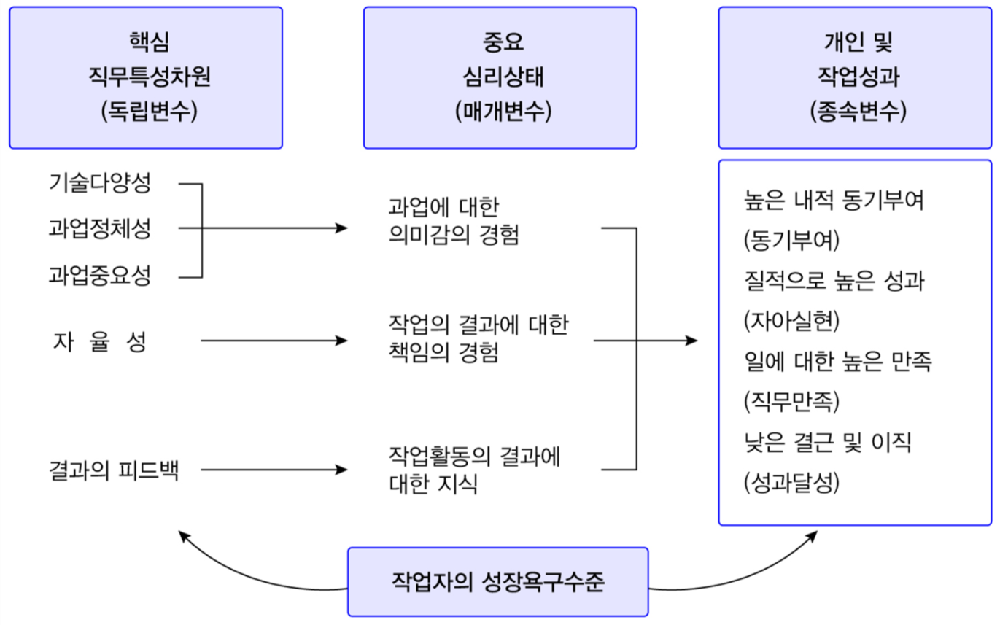 핵심
직무특성차원
(독립변수)
중요
심리상태
(매개변수)
개인 및
작업성과
(종속변수)
기술다양성
과업정체성
과업중요성
자 율 성
결과의 피드백
과업에 대한
의미감의 경험
작업의 결과에 대한
책임의 경험
작업활동의 결과에
대한 지식
높은 내적 동기부여
(동기부여)
질적으로 높은 성과
(자아실현)
일에 대한 높은 만족
(직무만족)
낮은 결근 및 이직
(성과달성)
작업자의 성장욕구수준